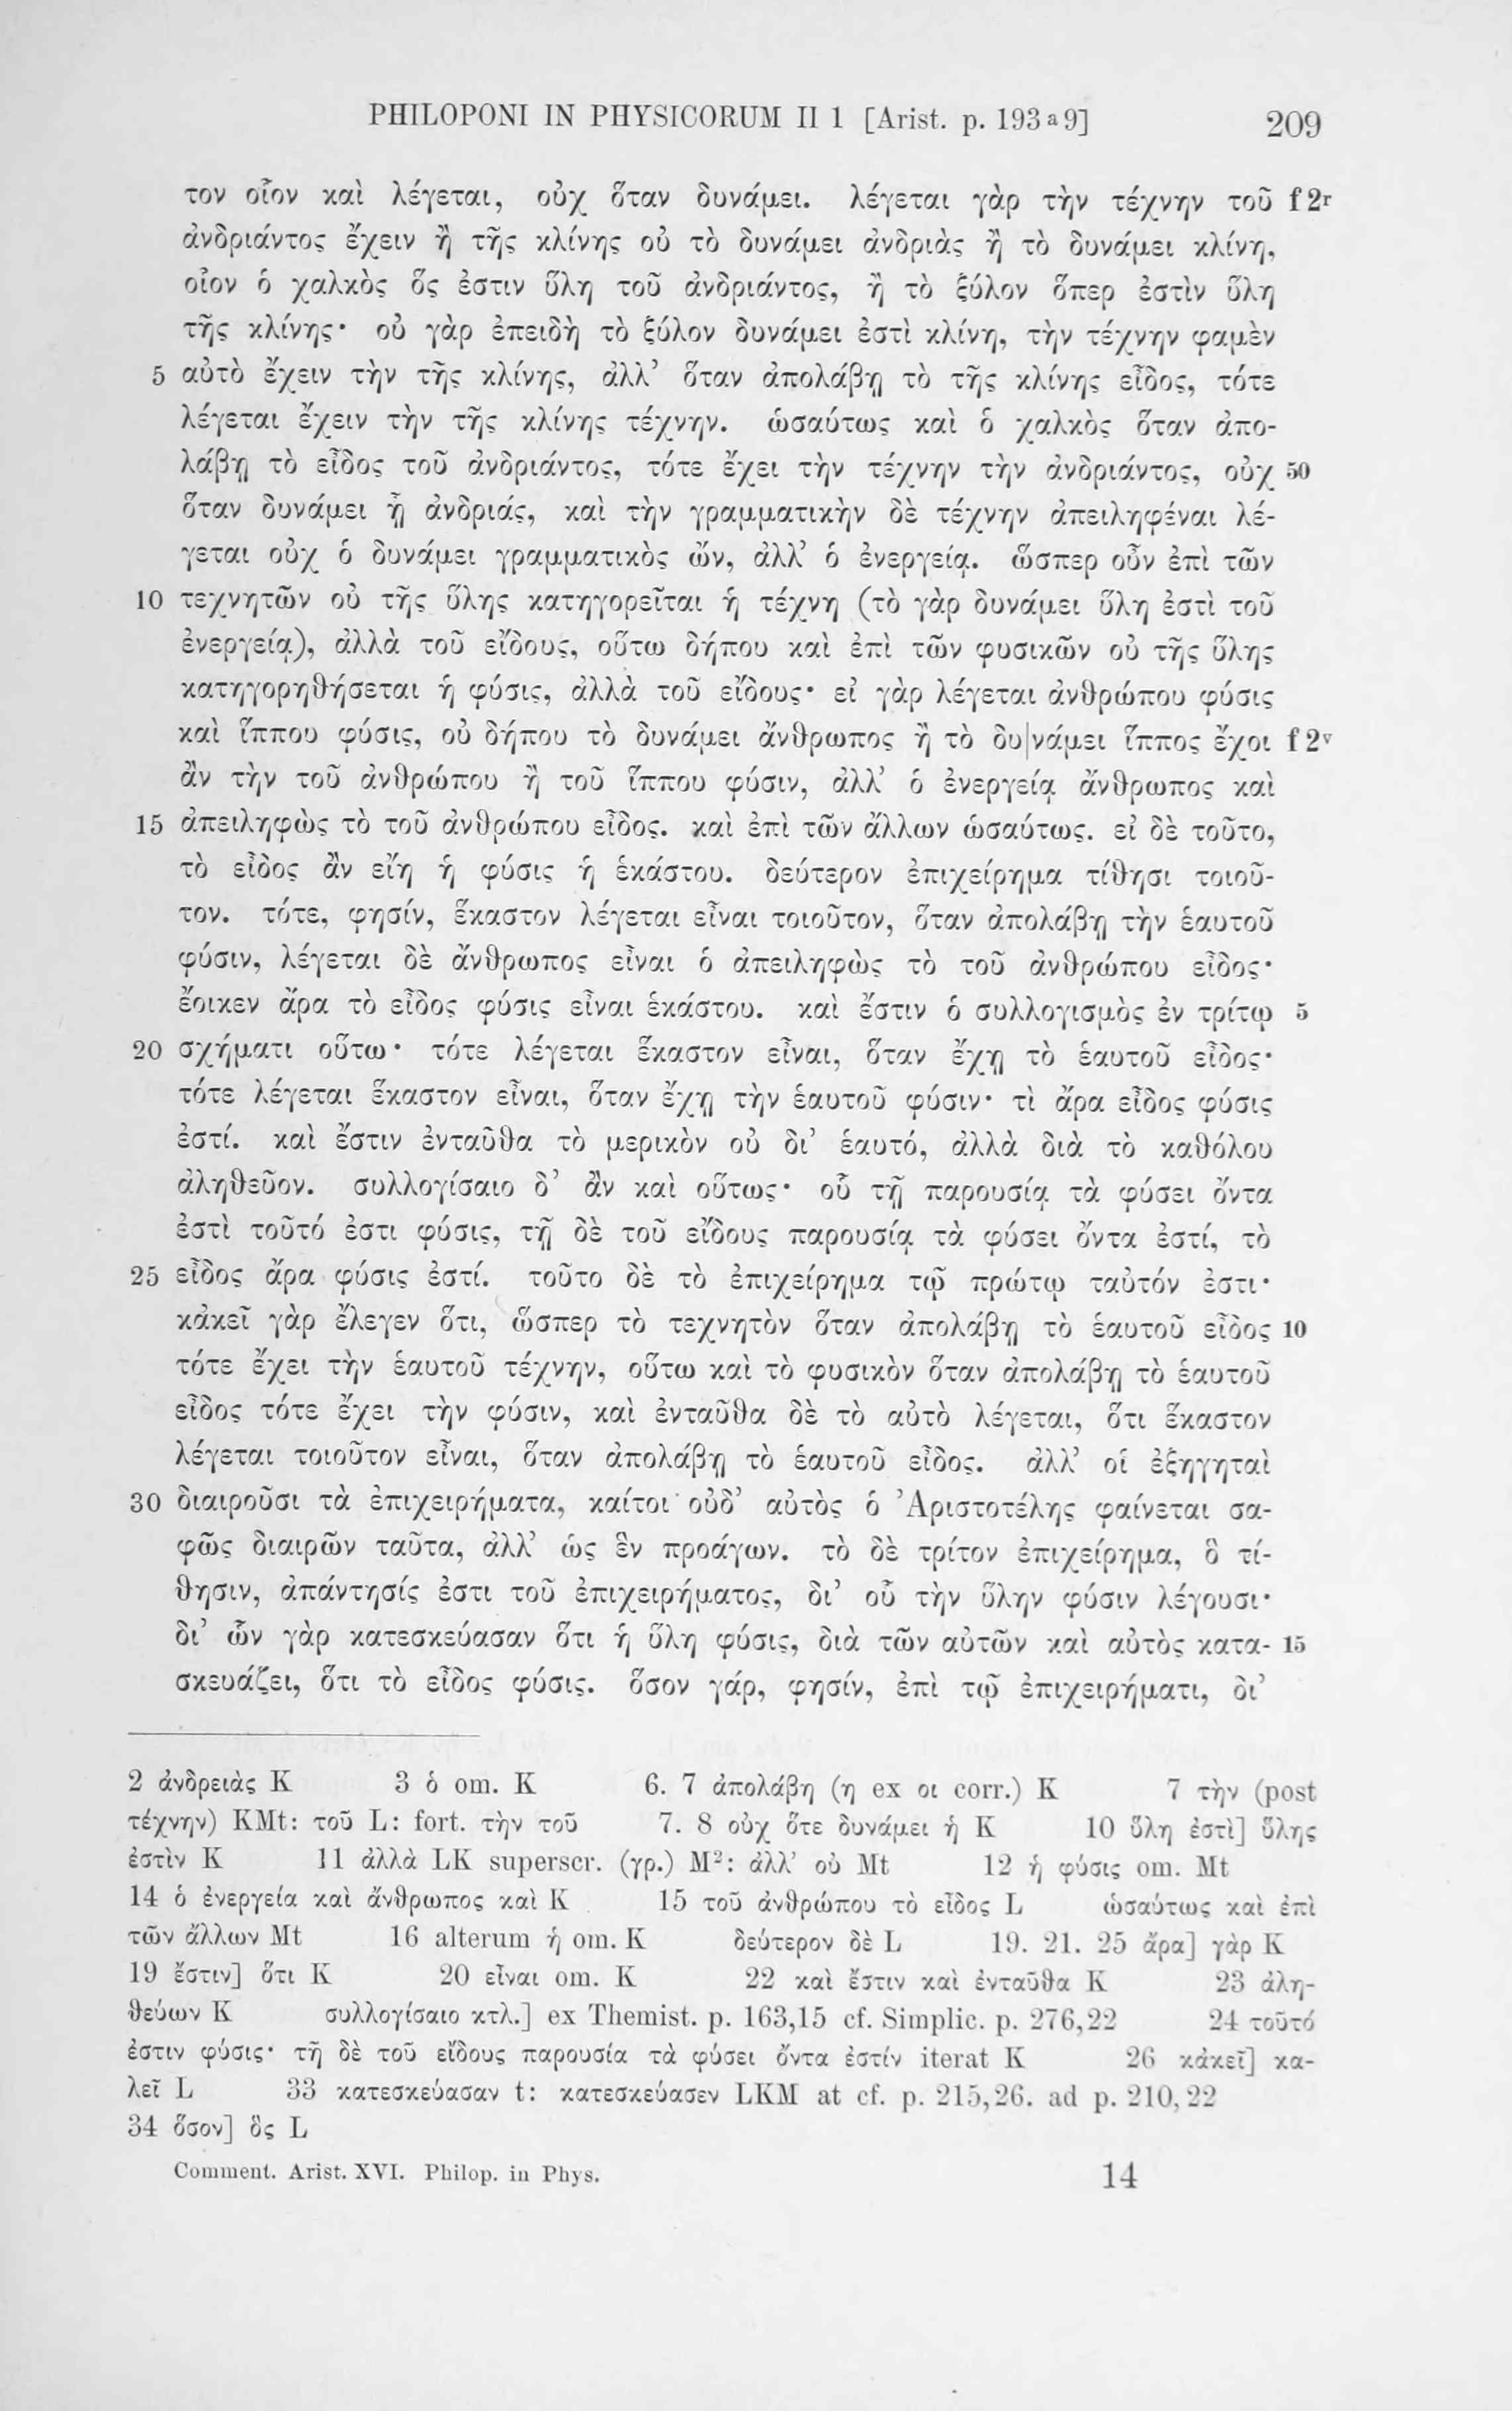 PHILOPONI IN PHYSICORUM II 1 [Arist. p. 193 a 9] 209
τον οἷον καὶ λέγεται, οὐχ ὅταν δυνάμει. λέγεται γὰρ τὴν τέχνην τοῦ f 2r
ἀνδριάντος ἔχειν ἢ τῆς κλίνης οὐ τὸ δυνάμει ἀνδριὰς ἢ τὸ δυνάμει κλίνη,
οἷον ὁ χαλκὸς ὅς ἐστιν ὕλη τοῦ ἀνδριάντος, ἢ τὸ ξύλον ὅπερ ἐστὶν ὕλη
τῆς κλίνης· οὐ γὰρ ἐπειδὴ τὸ ξύλον δυνάμει ἐστὶ κλίνη, τὴν τέχνην φαμὲν
5 αὐτὸ ἔχειν τὴν τῆς κλίνης, ἀλλ’ ὅταν ἀπολάβῃ τὸ τῆς κλίνης εἶδος, τότε
λέγεται ἔχειν τὴν τῆς κλίνης τέχνην. ὡσαύτως καὶ ὁ χαλκὸς ὅταν ἀπο-
λάβῃ τὸ εἶδος τοῦ ἀνδριάντος, τότε ἔχει τὴν τέχνην τὴν ἀνδριάντος, οὐχ 50
ὅταν δυνάμει ᾖ ἀνδριάς, καὶ τὴν γραμματικὴν δὲ τέχνην ἀπειληφέναι λέ-
γεται οὐχ ὁ δυνάμει γραμματικὸς ὤν, ἀλλ’ ὁ ἐνεργείᾳ. ὥσπερ οὖν ἐπὶ τῶν
10 τεχνητῶν οὐ τῆς ὕλης κατηγορεῖται ἡ τέχνη (τὸ γὰρ δυνάμει ὕλη ἐστὶ τοῦ
ἐνεργείᾳ), ἀλλὰ τοῦ εἴδους, οὕτω δήπου καὶ ἐπὶ τῶν φυσικῶν οὐ τῆς ὕλης
κατηγορηθήσεται ἡ φύσις, ἀλλὰ τοῦ εἴδους· εἰ γὰρ λέγεται ἀνθρώπου φύσις
καὶ ἵππου φύσις, οὐ δήπου τὸ δυνάμει ἄνθρωπος ἢ τὸ δυ|νάμει ἵππος ἔχοι f 2v
ἂν τὴν τοῦ ἀνθρώπου ἢ τοῦ ἵππου φύσιν, ἀλλ’ ὁ ἐνεργείᾳ ἄνθρωπος καὶ
15 ἀπειληφὼς τὸ τοῦ ἀνθρώπου εἶδος. καὶ ἐπὶ τῶν ἄλλων ὡσαύτως. εἰ δὲ τοῦτο,
τὸ εἶδος ἂν εἴη ἡ φύσις ἡ ἑκάστου. δεύτερον ἐπιχείρημα τίθησι τοιοῦ-
τον. τότε, φησίν, ἕκαστον λέγεται εἶναι τοιοῦτον, ὅταν ἀπολάβῃ τὴν ἑαυτοῦ
φύσιν, λέγεται δὲ ἄνθρωπος εἶναι ὁ ἀπειληφὼς τὸ τοῦ ἀνθρώπου εἶδος·
ἔοικεν ἄρα τὸ εἶδος φύσις εἶναι ἑκάστου. καὶ ἔστιν ὁ συλλογισμὸς ἐν τρίτῳ 5
20 σχήματι οὕτω· τότε λέγεται ἕκαστον εἶναι, ὅταν ἔχῃ τὸ ἑαυτοῦ εἶδος·
τότε λέγεται ἕκαστον εἶναι, ὅταν ἔχῃ τὴν ἑαυτοῦ φύσιν· τὶ ἄρα εἶδος φύσις
ἐστί. καὶ ἔστιν ἐνταῦθα τὸ μερικὸν οὐ δι’ ἑαυτό, ἀλλὰ διὰ τὸ καθόλου
ἀληθεῦον. συλλογίσαιο δ’ ἂν καὶ οὕτως· οὗ τῇ παρουσίᾳ τὰ φύσει ὄντα
ἐστὶ τοῦτό ἐστι φύσις, τῇ δὲ τοῦ εἴδους παρουσίᾳ τὰ φύσει ὄντα ἐστί, τὸ
25 εἶδος ἄρα φύσις ἐστί. τοῦτο δὲ τὸ ἐπιχείρημα τῷ πρώτῳ ταὐτόν ἐστι·
κἀκεῖ γὰρ ἔλεγεν ὅτι, ὥσπερ τὸ τεχνητὸν ὅταν ἀπολάβῃ τὸ ἑαυτοῦ εἶδος 10
τότε ἔχει τὴν ἑαυτοῦ τέχνην, οὕτω καὶ τὸ φυσικὸν ὅταν ἀπολάβῃ τὸ ἑαυτοῦ
εἶδος τότε ἔχει τὴν φύσιν, καὶ ἐνταῦθα δὲ τὸ αὐτὸ λέγεται, ὅτι ἕκαστον
λέγεται τοιοῦτον εἶναι, ὅταν ἀπολάβῃ τὸ ἑαυτοῦ εἶδος. ἀλλ’ οἱ ἐξηγηταὶ
30 διαιροῦσι τὰ ἐπιχειρήματα, καίτοι οὐδ’ αὐτὸς ὁ Ἀριστοτέλης φαίνεται σα-
φῶς διαιρῶν ταῦτα, ἀλλ’ ὡς ἓν προάγων. τὸ δὲ τρίτον ἐπιχείρημα, ὃ τί-
θησιν, ἀπάντησίς ἐστι τοῦ ἐπιχειρήματος, δι’ οὗ τὴν ὕλην φύσιν λέγουσι·
δι’ ὧν γὰρ κατεσκεύασαν ὅτι ἡ ὕλη φύσις, διὰ τῶν αὐτῶν καὶ αὐτὸς κατα- 15
σκευάζει, ὅτι τὸ εἶδος φύσις. ὅσον γάρ, φησίν, ἐπὶ τῷ ἐπιχειρήματι, δι’
2 ἀνδρειὰς K 3 ὁ om. K 6. 7 ἀπολάβη (η ex οι corr.) K 7 τὴν (post
τέχνην) KMt: τοῦ L: fort. τὴν τοῦ 7. 8 οὐχ ὅτε δυνάμει ἡ K 10 ὕλη ἐστὶ] ὕλης
ἐστὶν K 11 ἀλλὰ LK superscr. (γρ.) M²: ἀλλ’ οὐ Mt 12 ἡ φύσις om. Mt
14 ὁ ἐνεργεία καὶ ἄνθρωπος καὶ K 15 τοῦ ἀνθρώπου τὸ εἶδος L ὡσαύτως καὶ ἐπὶ
τῶν ἄλλων Mt 16 alterum ἡ om. K δεύτερον δὲ L 19. 21. 25 ἄρα] γὰρ K
19 ἔστιν] ὅτι K 20 εἶναι om. K 22 καὶ ἔστιν καὶ ἐνταῦθα K 23 ἀλη-
θεύων K συλλογίσαιο κτλ.] ex Themist. p. 163,15 cf. Simplic. p. 276,22 24 τοῦτό
ἐστιν φύσις· τῆ δὲ τοῦ εἴδους παρουσία τὰ φύσει ὄντα ἐστίν iterat K 26 κἀκεῖ] κα-
λεῖ L 33 κατεσκεύασαν t: κατεσκεύασεν LKM at cf. p. 215,26. ad p. 210,22
34 ὅσον] ὃς L
Comment. Arist. XVI. Philop. in Phys. 14